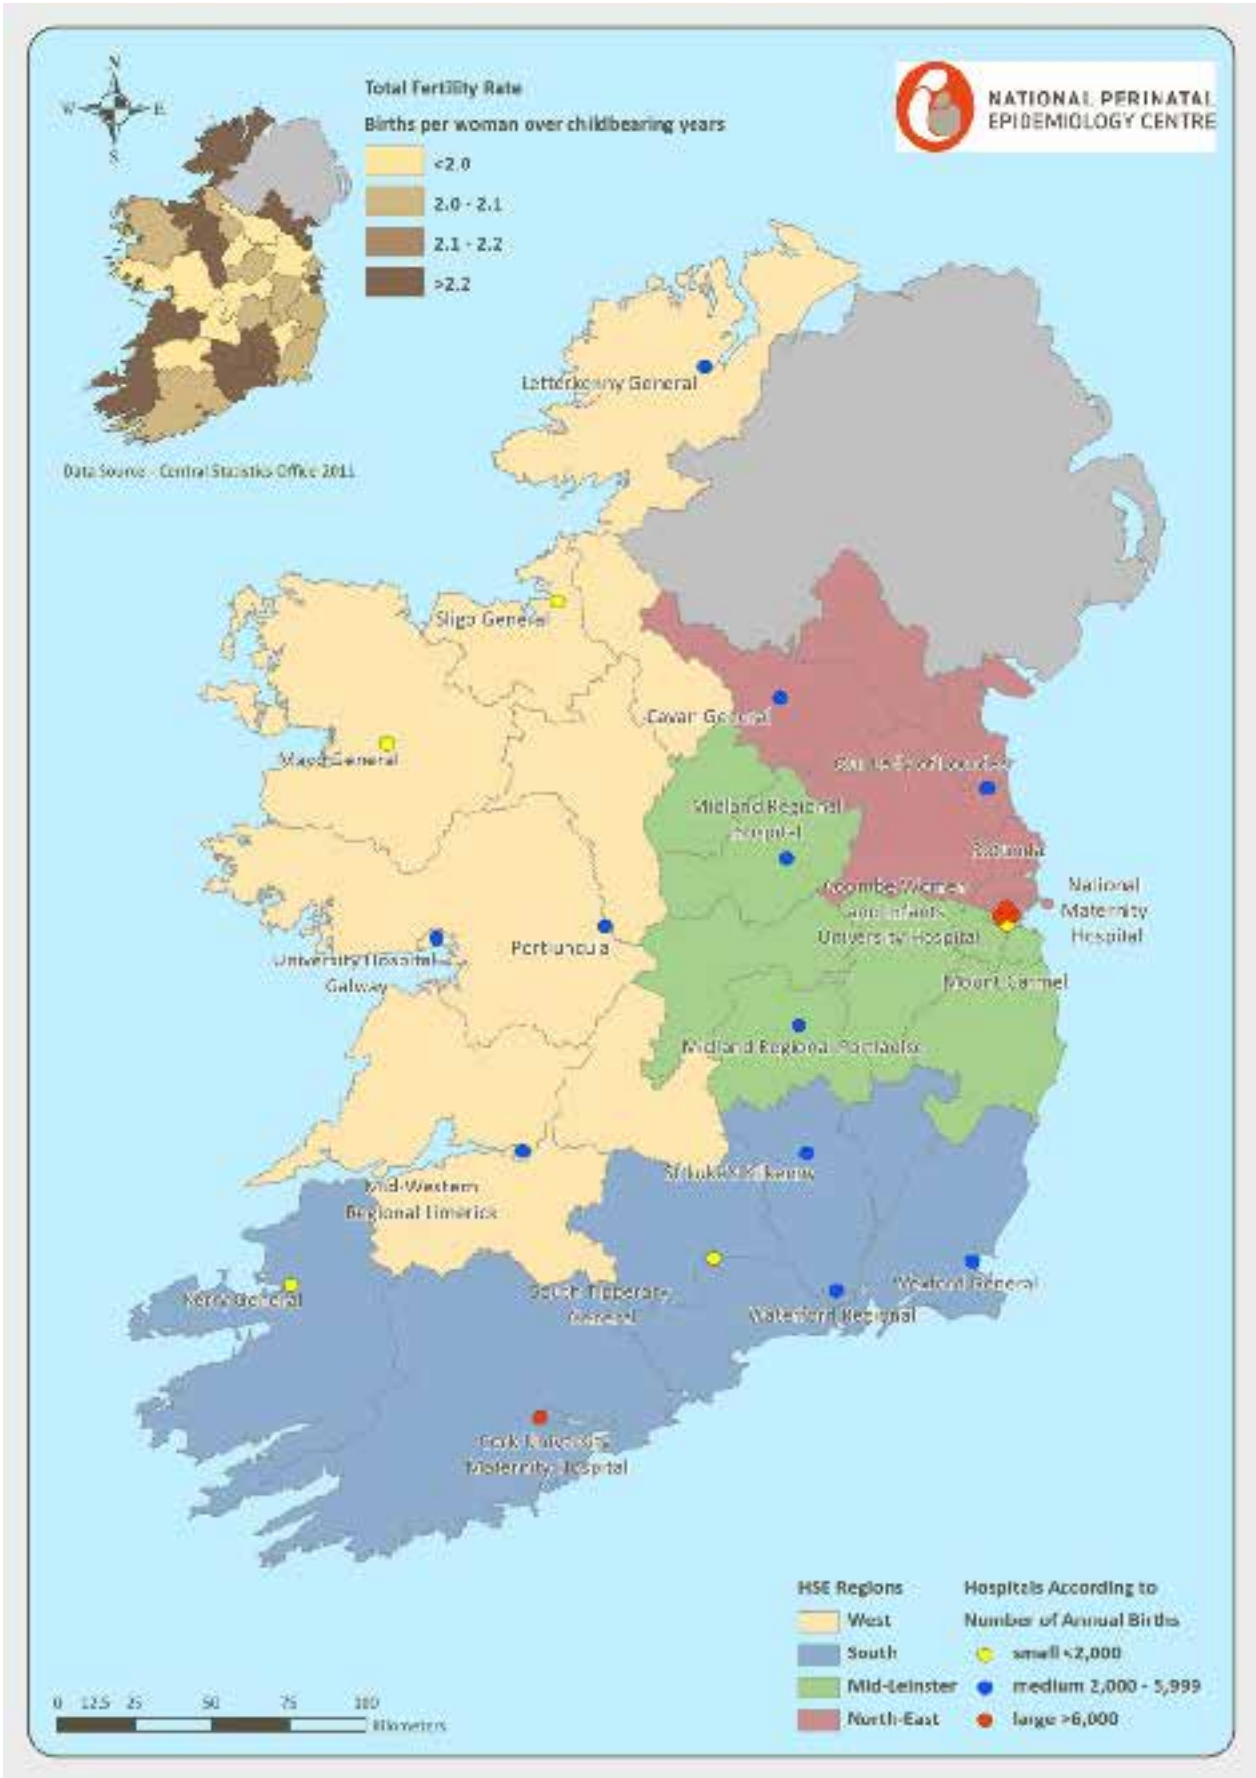 N
W E
S
Total Fertility Rate
Births per woman over childbearing years
<2.0
2.0 - 2.1
2.1 - 2.2
>2.2
NATIONAL PERINATAL
EPIDEMIOLOGY CENTRE
Data Source - Central Statistics Office 2011
Letterkenny General
Sligo General
Cavan General
Mayo General
Midland Regional
Hospital
Rotunda
Coombe Women
and Infants
University Hospital
National
Maternity
Hospital
Portiuncula
University Hospital
Galway
Mount Carmel
Midland Regional Portlaoise
St Luke's Kilkenny
Mid-Western
Regional Limerick
Kerry General
South Tipperary
General
Wexford General
Waterford Regional
Cork University
Maternity Hospital
HSE Regions
West
South
Mid-Leinster
North-East
Hospitals According to
Number of Annual Births
small <2,000
medium 2,000 - 5,999
large >6,000
0 12.5 25 50 75 100
Kilometers